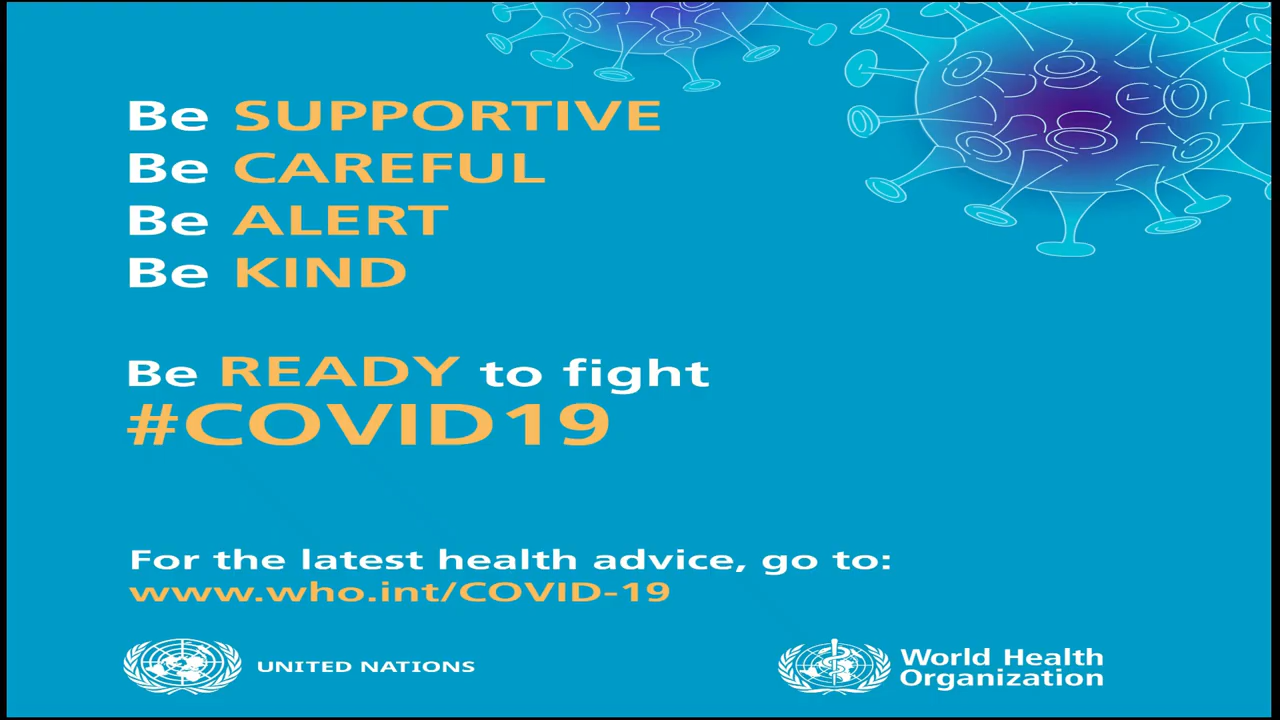 Be SUPPORTIVE
Be CAREFUL
Be ALERT
Be KIND
Be READY to fight
#COVID19
For the latest health advice, go to:
www.who.int/COVID-19
UNITED NATIONS
World Health
Organization